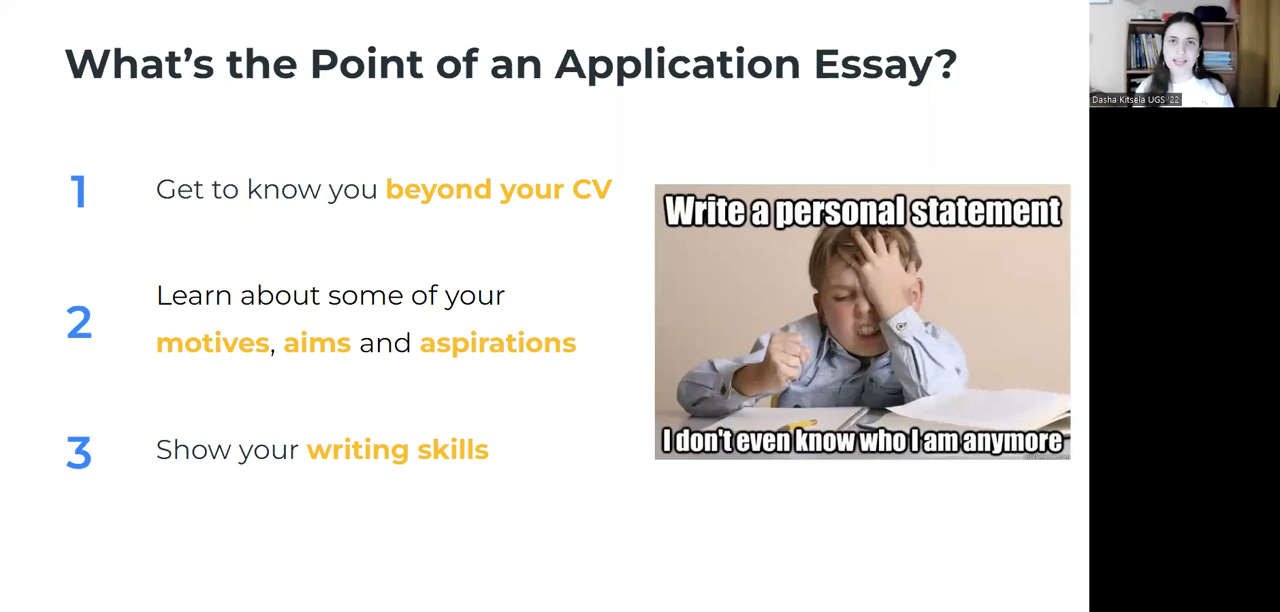 What’s the Point of an Application Essay?
Dasha Kitsela UGS '22
1
Get to know you beyond your CV
2
Learn about some of your
motives, aims and aspirations
3
Show your writing skills
Write a personal statement
I don't even know who I am anymore